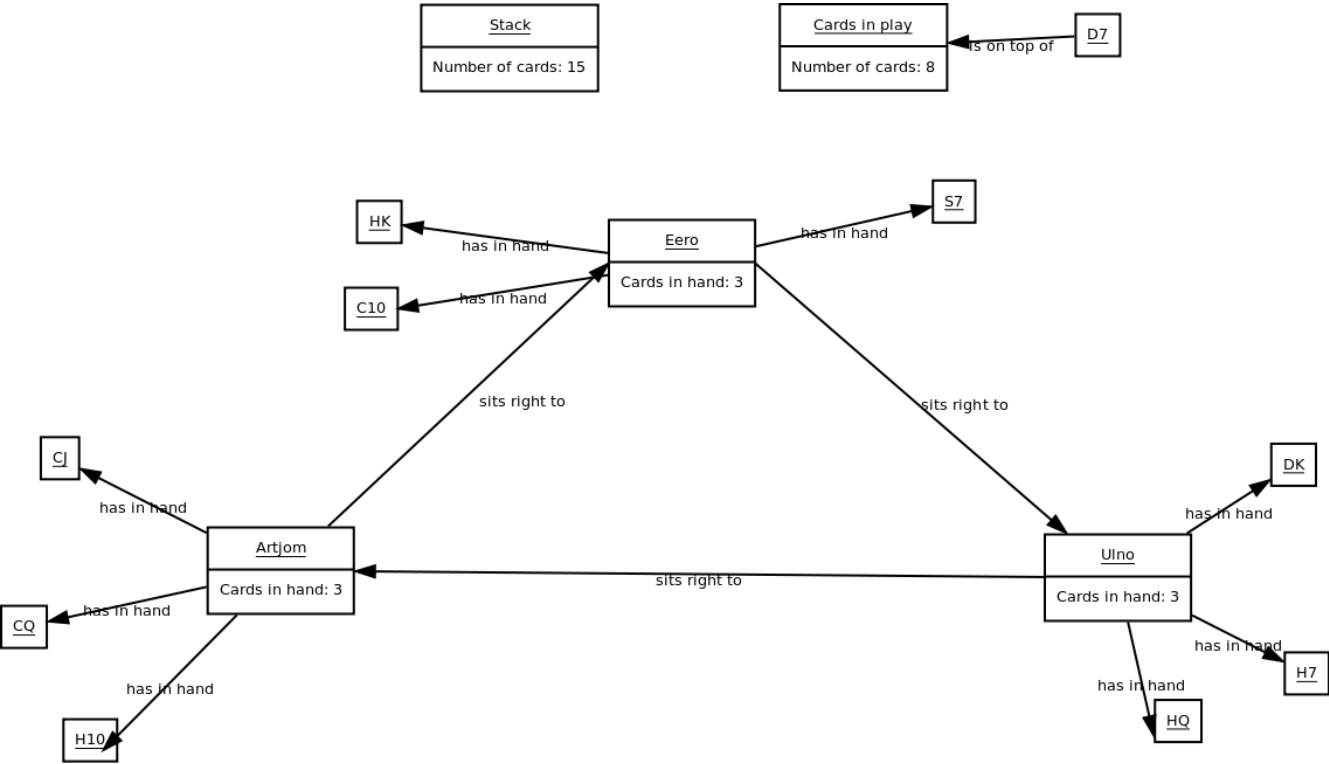 Stack
Number of cards: 15
Cards in play
Number of cards: 8
is on top of
D7
HK
has in hand
C10
has in hand
Eero
Cards in hand: 3
has in hand
S7
sits right to
sits right to
CJ
has in hand
Artjom
Cards in hand: 3
CQ
has in hand
has in hand
H10
sits right to
Ulno
Cards in hand: 3
has in hand
DK
has in hand
H7
has in hand
HQ